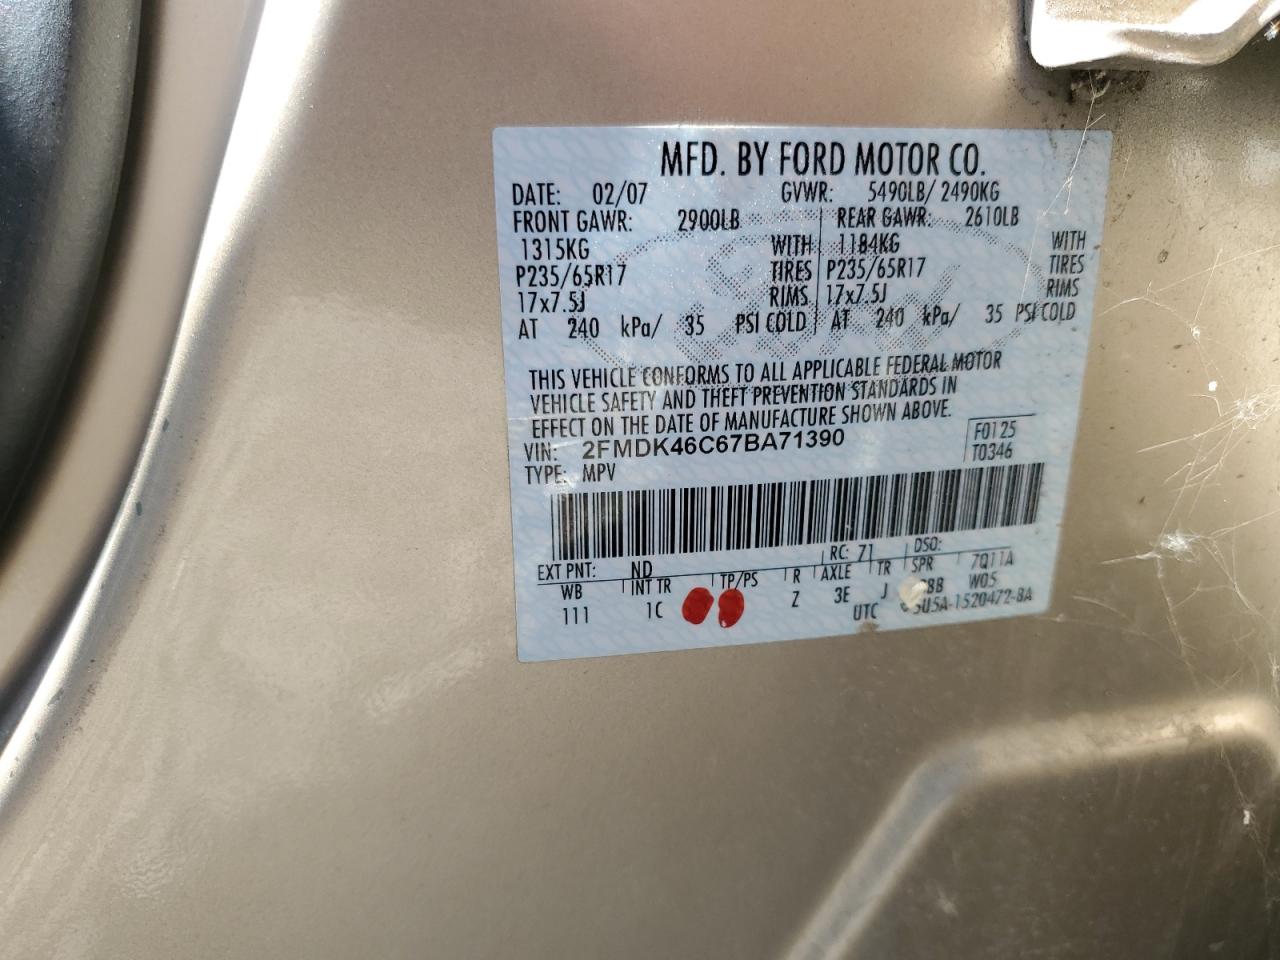 MFD. BY FORD MOTOR CO.
DATE: 02/07 GVWR: 5490LB/ 2490KG
FRONT GAWR: 2900LB REAR GAWR: 2610LB
1315KG WITH 1184KG WITH
P235/65R17 TIRES P235/65R17 TIRES
17x7.5J RIMS 17x7.5J RIMS
AT 240 kPa/ 35 PSI COLD AT 240 kPa/ 35 PSI COLD
THIS VEHICLE CONFORMS TO ALL APPLICABLE FEDERAL MOTOR
VEHICLE SAFETY AND THEFT PREVENTION STANDARDS IN
EFFECT ON THE DATE OF MANUFACTURE SHOWN ABOVE.
VIN: 2FMDK46C67BA71390 F0125
TYPE: MPV T0346
EXT PNT: ND RC: 71 DSO:
WB INT TR TP/PS R AXLE TR SPR 7Q11A
111 1C Z 3E J W05
UTC